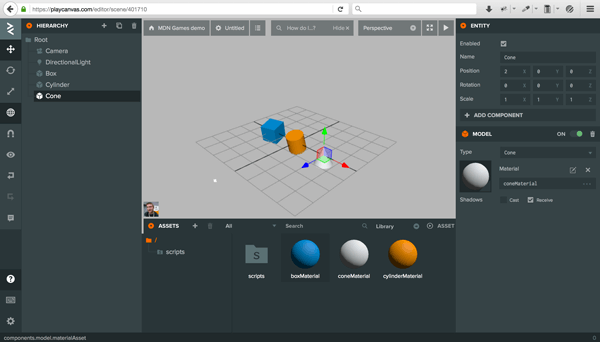 https://playcanvas.com/editor/scene/401710
HIERARCHY
Root
Camera
DirectionalLight
Box
Cylinder
Cone
MDN Games demo
Untitled
How do I...?
Hide
Perspective
ENTITY
Enabled
Name
Cone
Position
2 X 0 Y 0 Z
Rotation
0 X 0 Y 0 Z
Scale
1 X 1 Y 1 Z
ADD COMPONENT
MODEL
ON
Type
Cone
Material
coneMaterial
Shadows
Cast
Receive
ASSETS
All
Search
Library
ASSET
/
scripts
S
scripts
boxMaterial
coneMaterial
cylinderMaterial
components.model.materialAsset
0